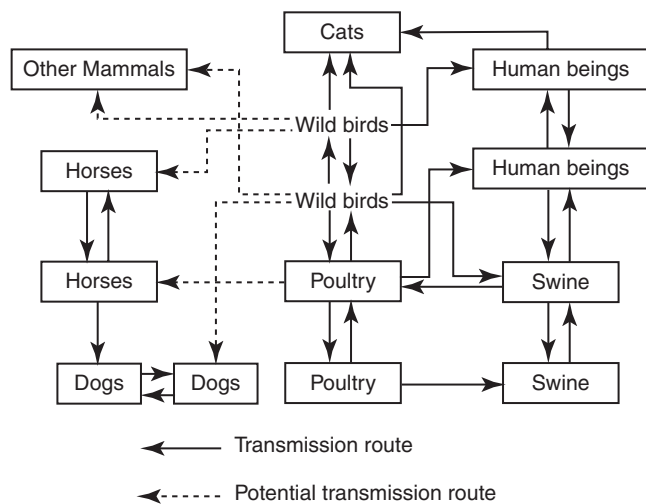 Cats
Other Mammals
Human beings
Wild birds
Horses
Human beings
Wild birds
Horses
Poultry
Swine
Dogs
Dogs
Poultry
Swine
Transmission route
Potential transmission route